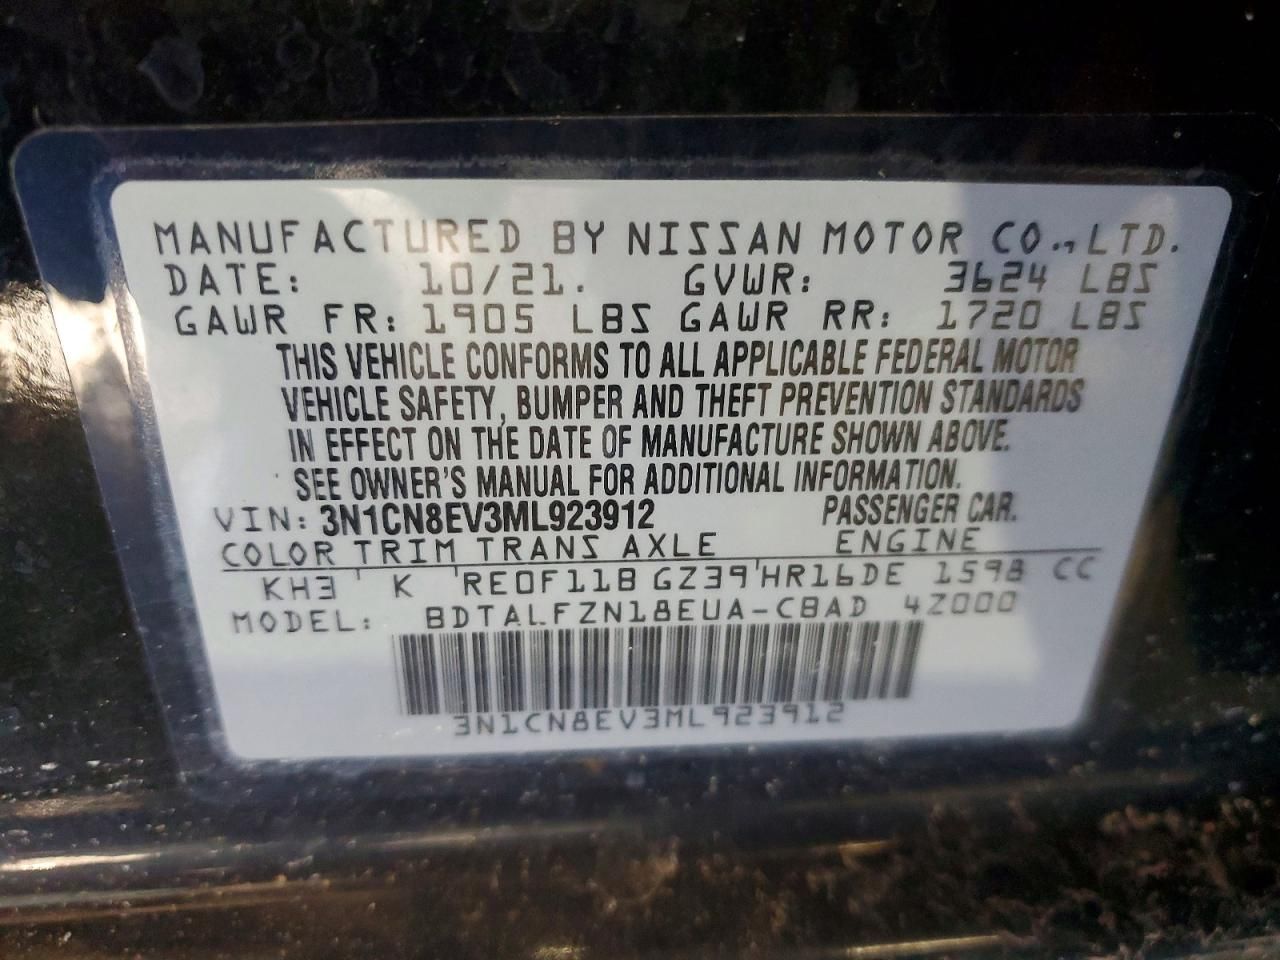 MANUFACTURED BY NISSAN MOTOR CO., LTD.
DATE: 10/21. GVWR: 3624 LBS
GAWR FR: 1905 LBS GAWR RR: 1720 LBS
THIS VEHICLE CONFORMS TO ALL APPLICABLE FEDERAL MOTOR
VEHICLE SAFETY, BUMPER AND THEFT PREVENTION STANDARDS
IN EFFECT ON THE DATE OF MANUFACTURE SHOWN ABOVE.
SEE OWNER'S MANUAL FOR ADDITIONAL INFORMATION.
VIN: 3N1CN8EV3ML923912 PASSENGER CAR.
COLOR TRIM TRANS AXLE ENGINE
KH3 K RE0F11B GZ39 HR16DE 1598 CC
MODEL: BDTALFZN18EUA-CBAD 4Z000
3N1CN8EV3ML923912